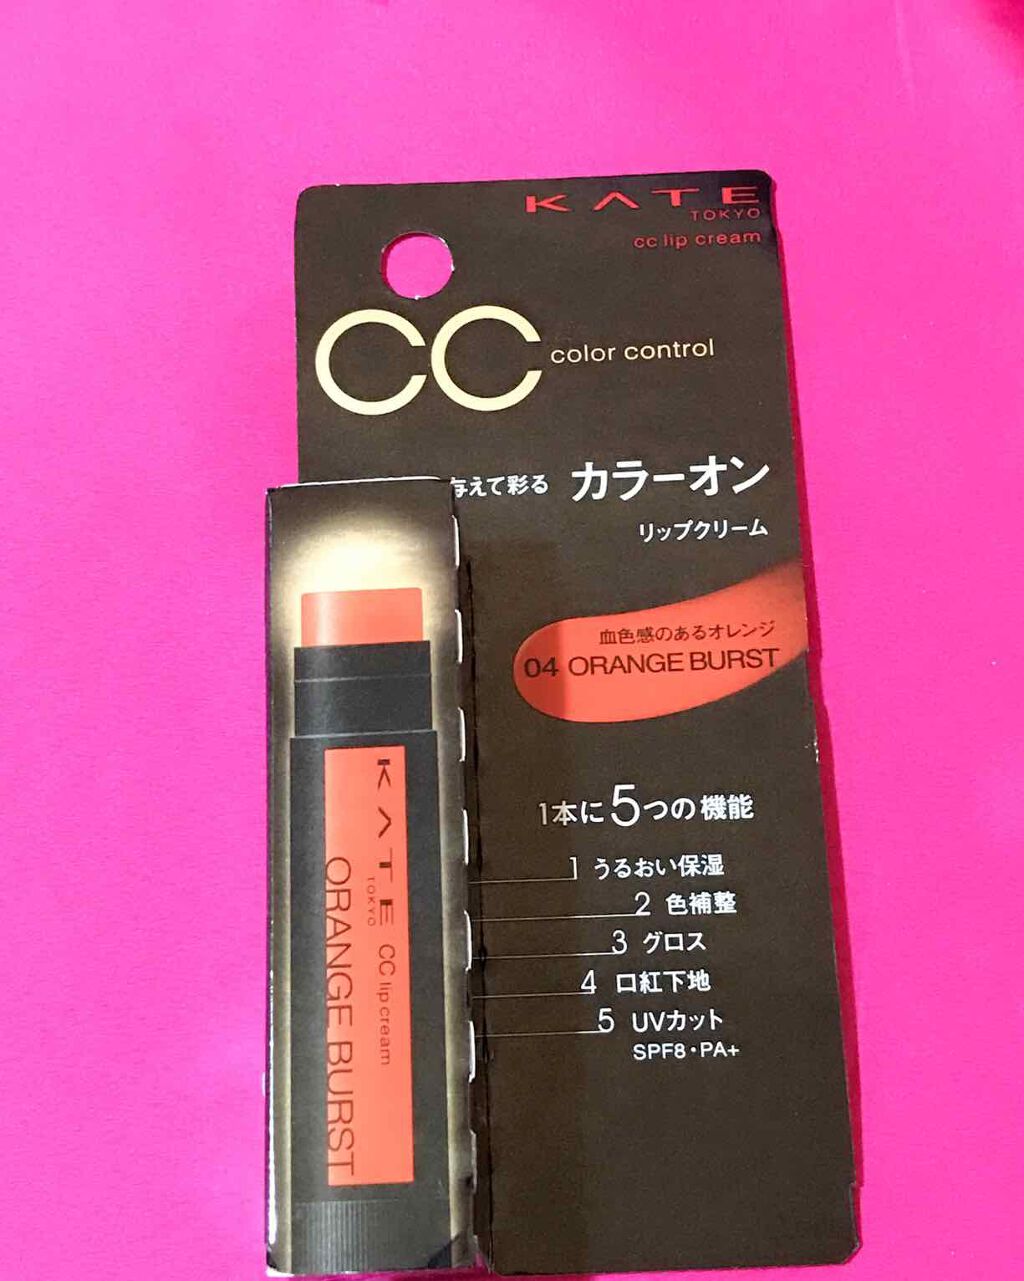 KATE
TOKYO
cc lip cream
CC color control
与えて彩る カラーオン
リップクリーム
血色感のあるオレンジ
04 ORANGE BURST
1本に5つの機能
1 うるおい保湿
2 色補整
3 グロス
4 口紅下地
5 UVカット
SPF8・PA+
KATE
TOKYO
CC lip cream
ORANGE BURST